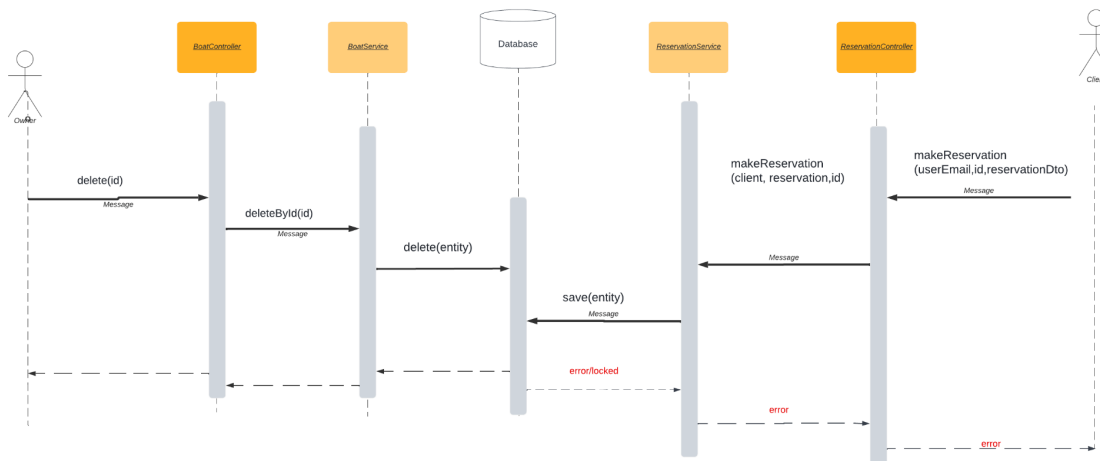 BoatController
BoatService
Database
ReservationService
ReservationController
Owner
Client
delete(id)
Message
deleteById(id)
Message
delete(entity)
save(entity)
Message
makeReservation
(client, reservation,id)
Message
makeReservation
(userEmail,id,reservationDto)
Message
error/locked
error
error